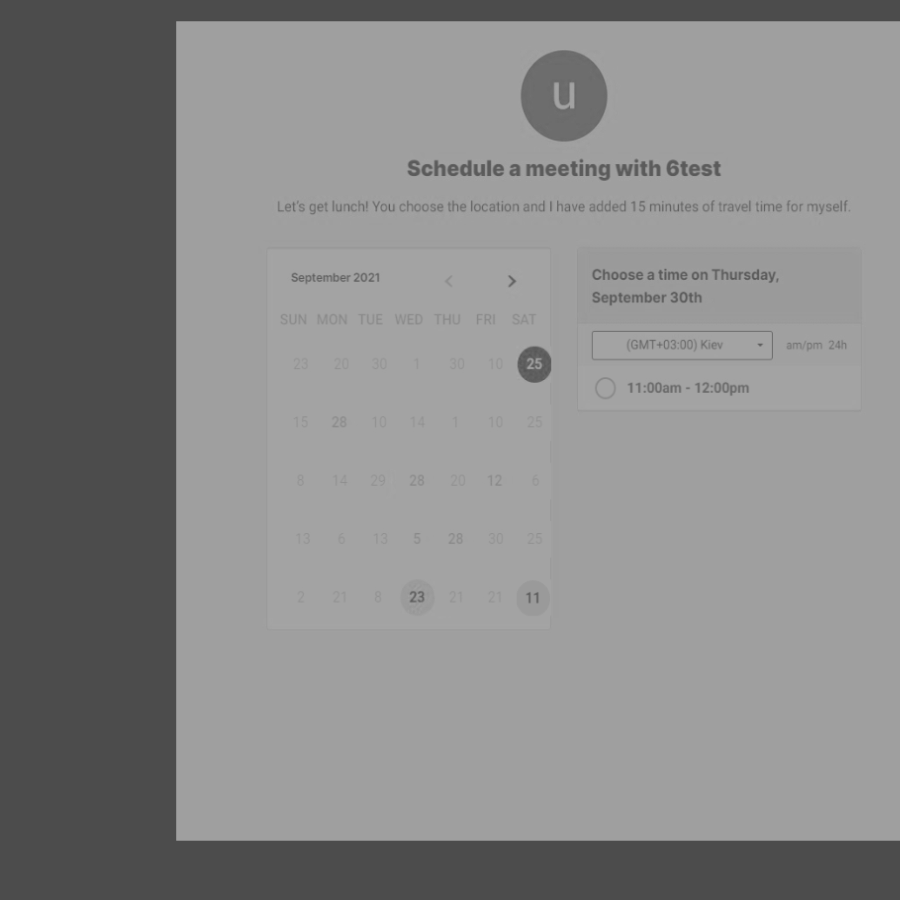 u
Schedule a meeting with 6test
Let's get lunch! You choose the location and I have added 15 minutes of travel time for myself.
September 2021
SUN MON TUE WED THU FRI SAT
23 20 30 1 30 10 25
15 28 10 14 1 10 25
8 14 29 28 20 12 6
13 6 13 5 28 30 25
2 21 8 23 21 21 11
Choose a time on Thursday,
September 30th
(GMT+03:00) Kiev am/pm 24h
11:00am - 12:00pm